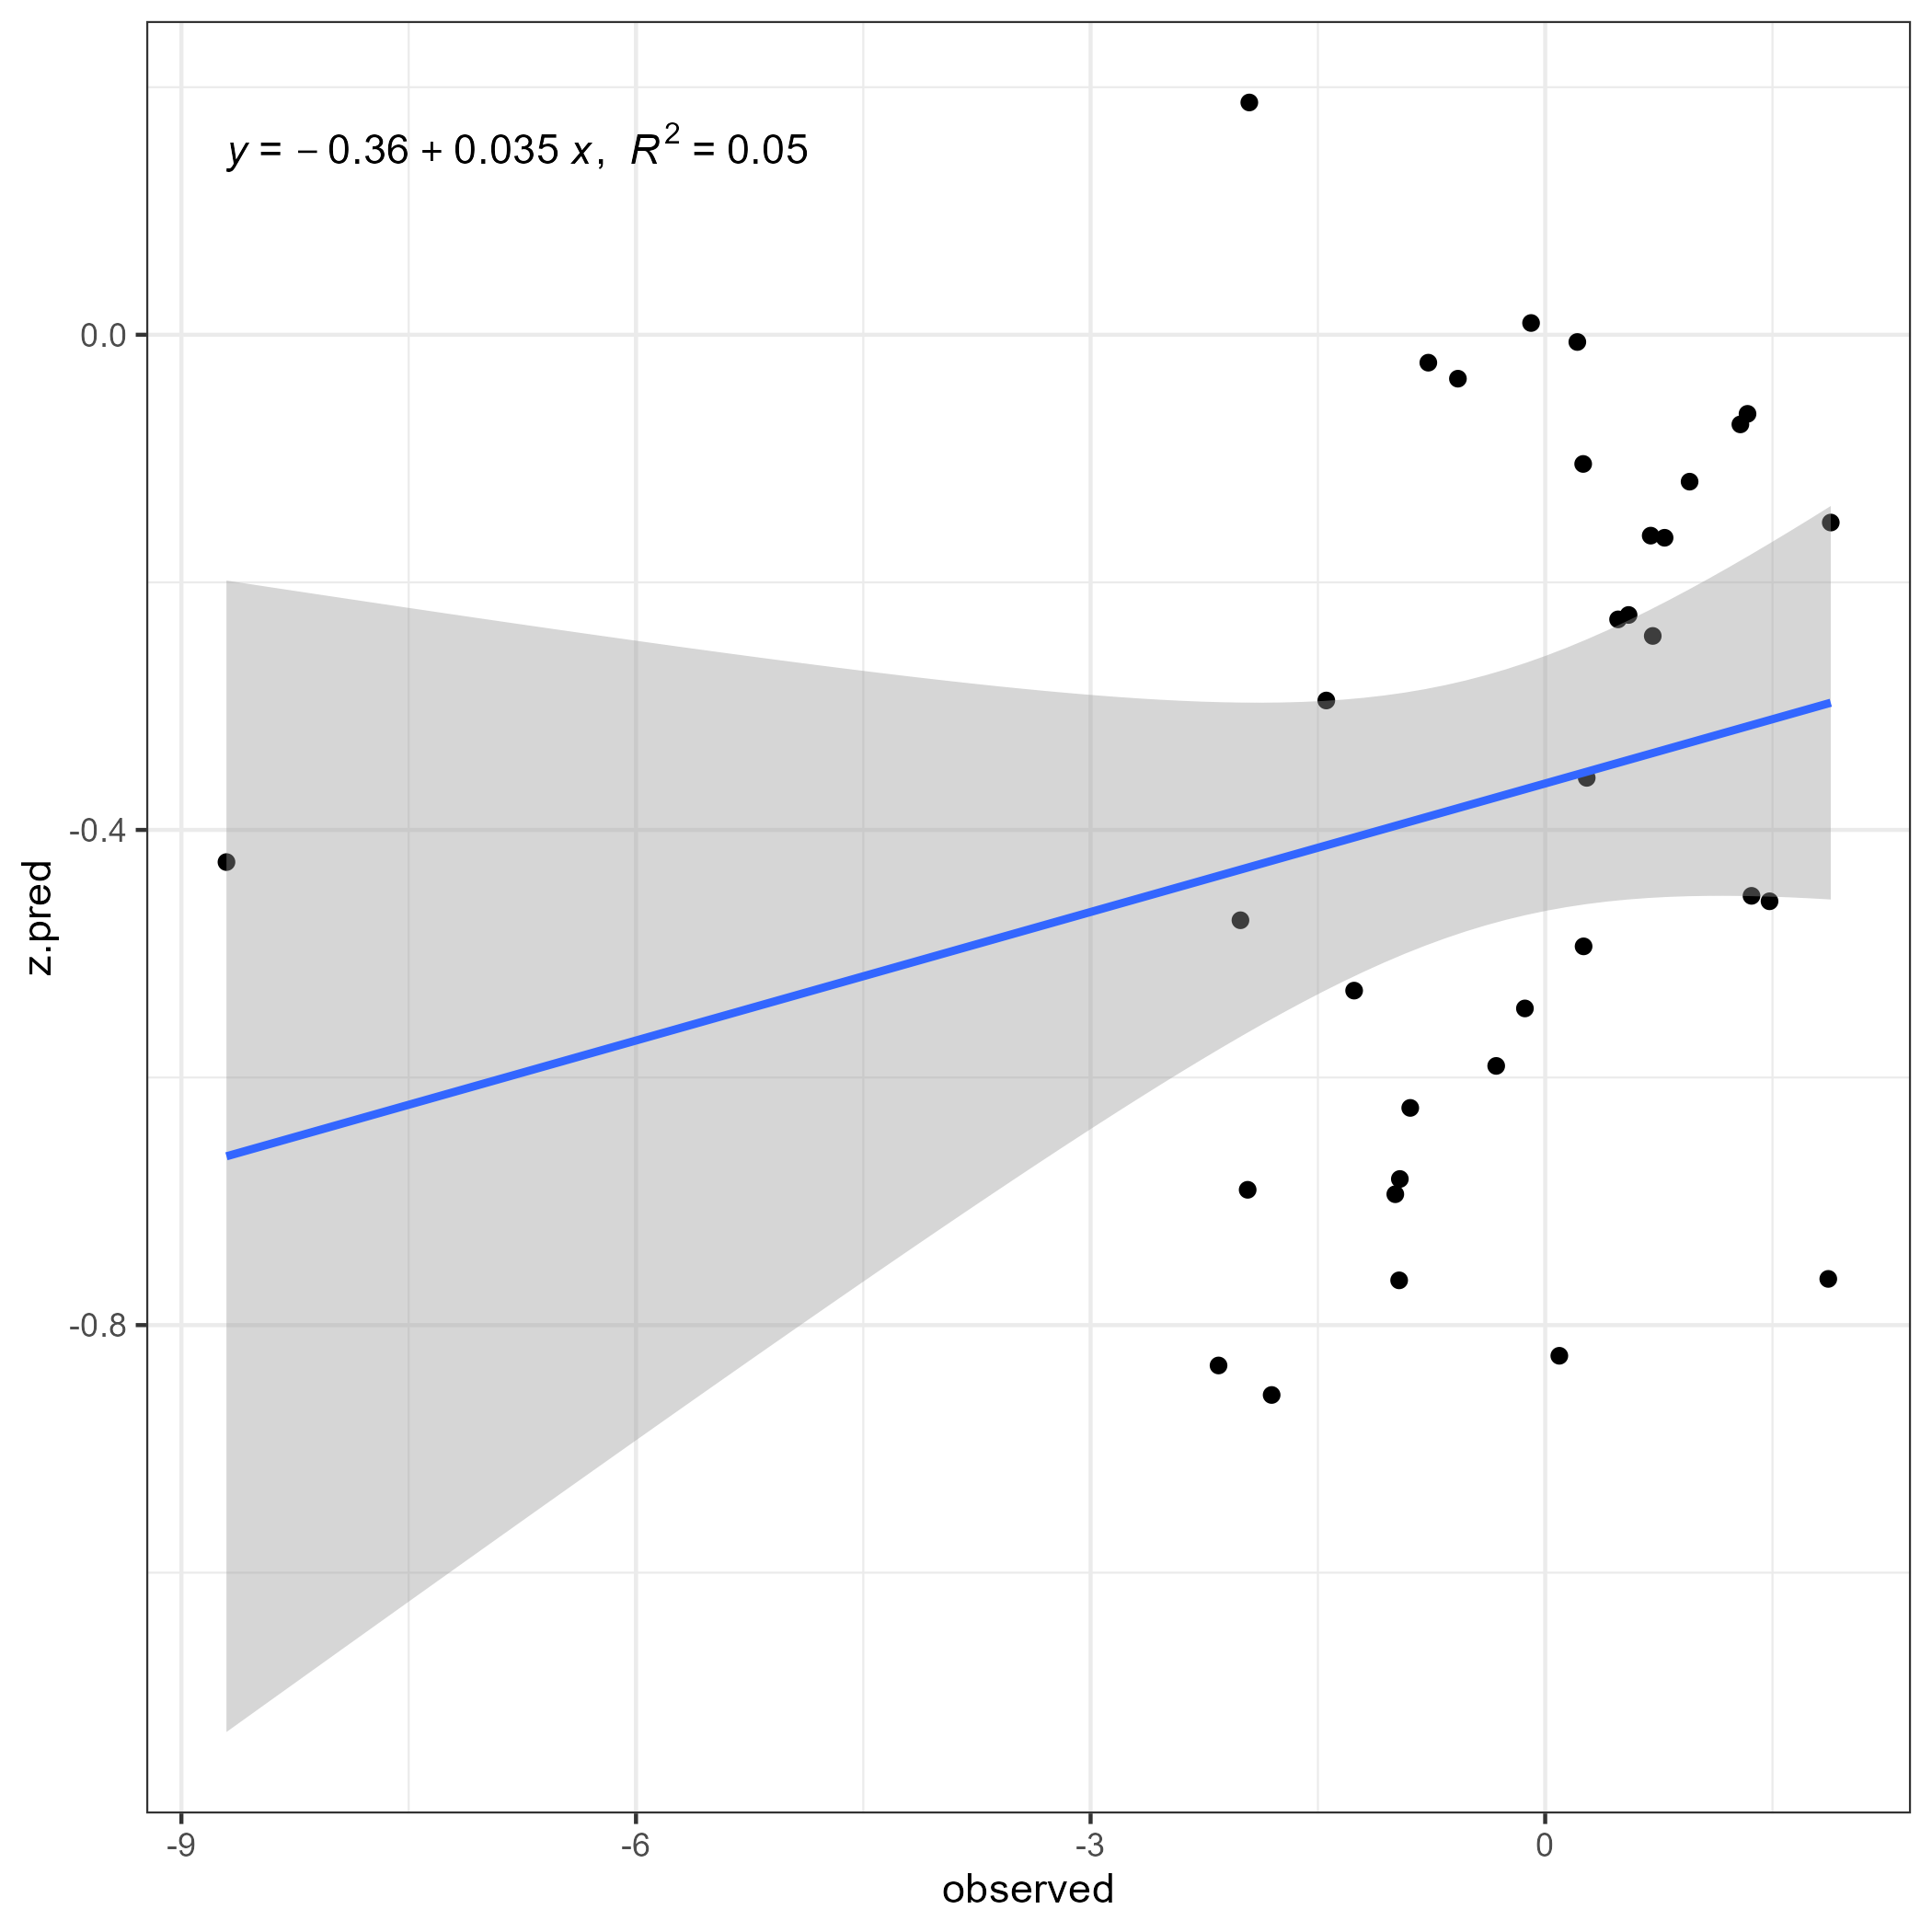 y = − 0.36 + 0.035 x, R² = 0.05
0.0
-0.4
-0.8
z.pred
-9 -6 -3 0
observed